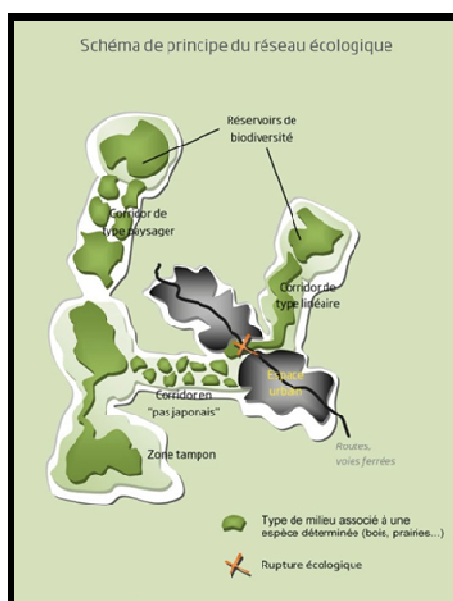 Schéma de principe du réseau écologique
Réservoirs de
biodiversité
Corridor de
type paysager
Corridor de
type linéaire
Espace
urbain
Corridor en
"pas japonais"
Zone tampon
Routes,
voies ferrées
Type de milieu associé à une
espèce déterminée (bois, prairies...)
Rupture écologique